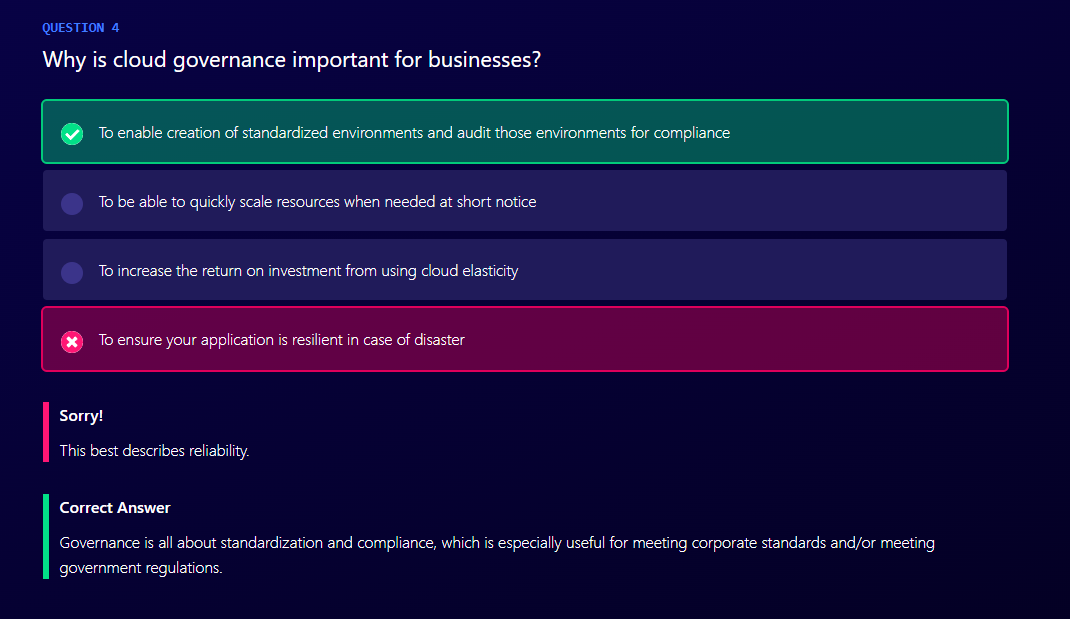 QUESTION 4
Why is cloud governance important for businesses?
To enable creation of standardized environments and audit those environments for compliance
To be able to quickly scale resources when needed at short notice
To increase the return on investment from using cloud elasticity
To ensure your application is resilient in case of disaster
Sorry!
This best describes reliability.
Correct Answer
Governance is all about standardization and compliance, which is especially useful for meeting corporate standards and/or meeting
government regulations.